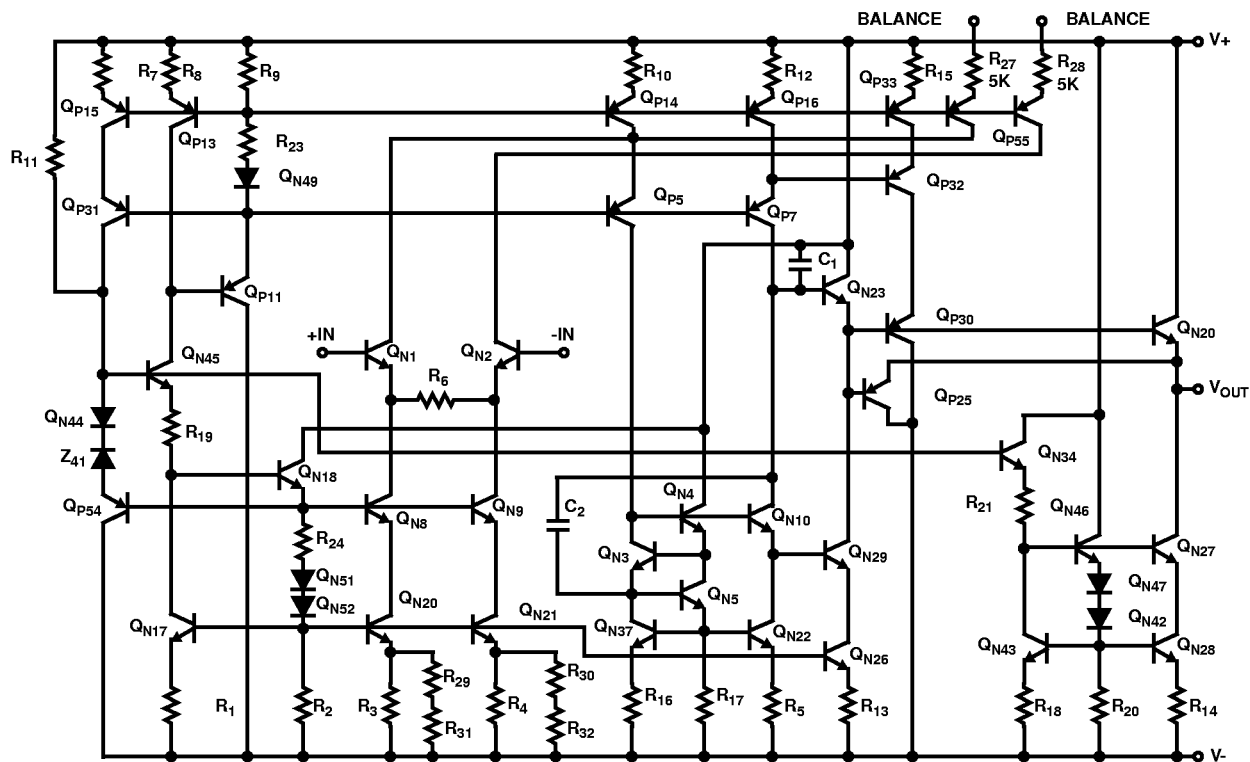 BALANCE BALANCE
V+
R7 R8 R9 R10 R12 QP33 R15 R27 5K R28 5K
QP15 QP13 QP14 QP16 QP55
R11 R23
QN49
QP31 QP5 QP7 QP32
QP11 C1 QN23
QP30 QN20
+IN -IN
QN45 QN1 QN2
R6
QP25 VOUT
QN44 R19
Z41 QN18 QN34
QP54 QN8 QN9 C2 QN4 QN10 R21 QN46
R24 QN3 QN29 QN27
QN51 QN47
QN52 QN5
QN20 QN21 QN42
QN17 QN37 QN22 QN26 QN43 QN28
R29 R30
R1 R2 R3 R4 R16 R17 R5 R13 R18 R20 R14
R31 R32
V-